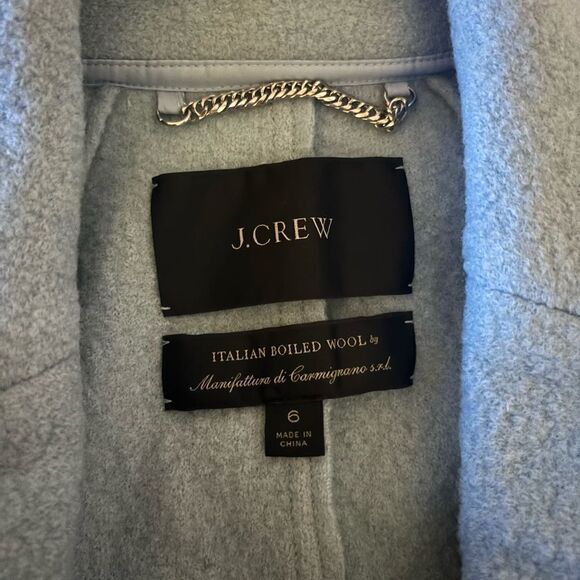 J.CREW
ITALIAN BOILED WOOL by
Manifattura di Carmignano s.r.l.
6
MADE IN
CHINA